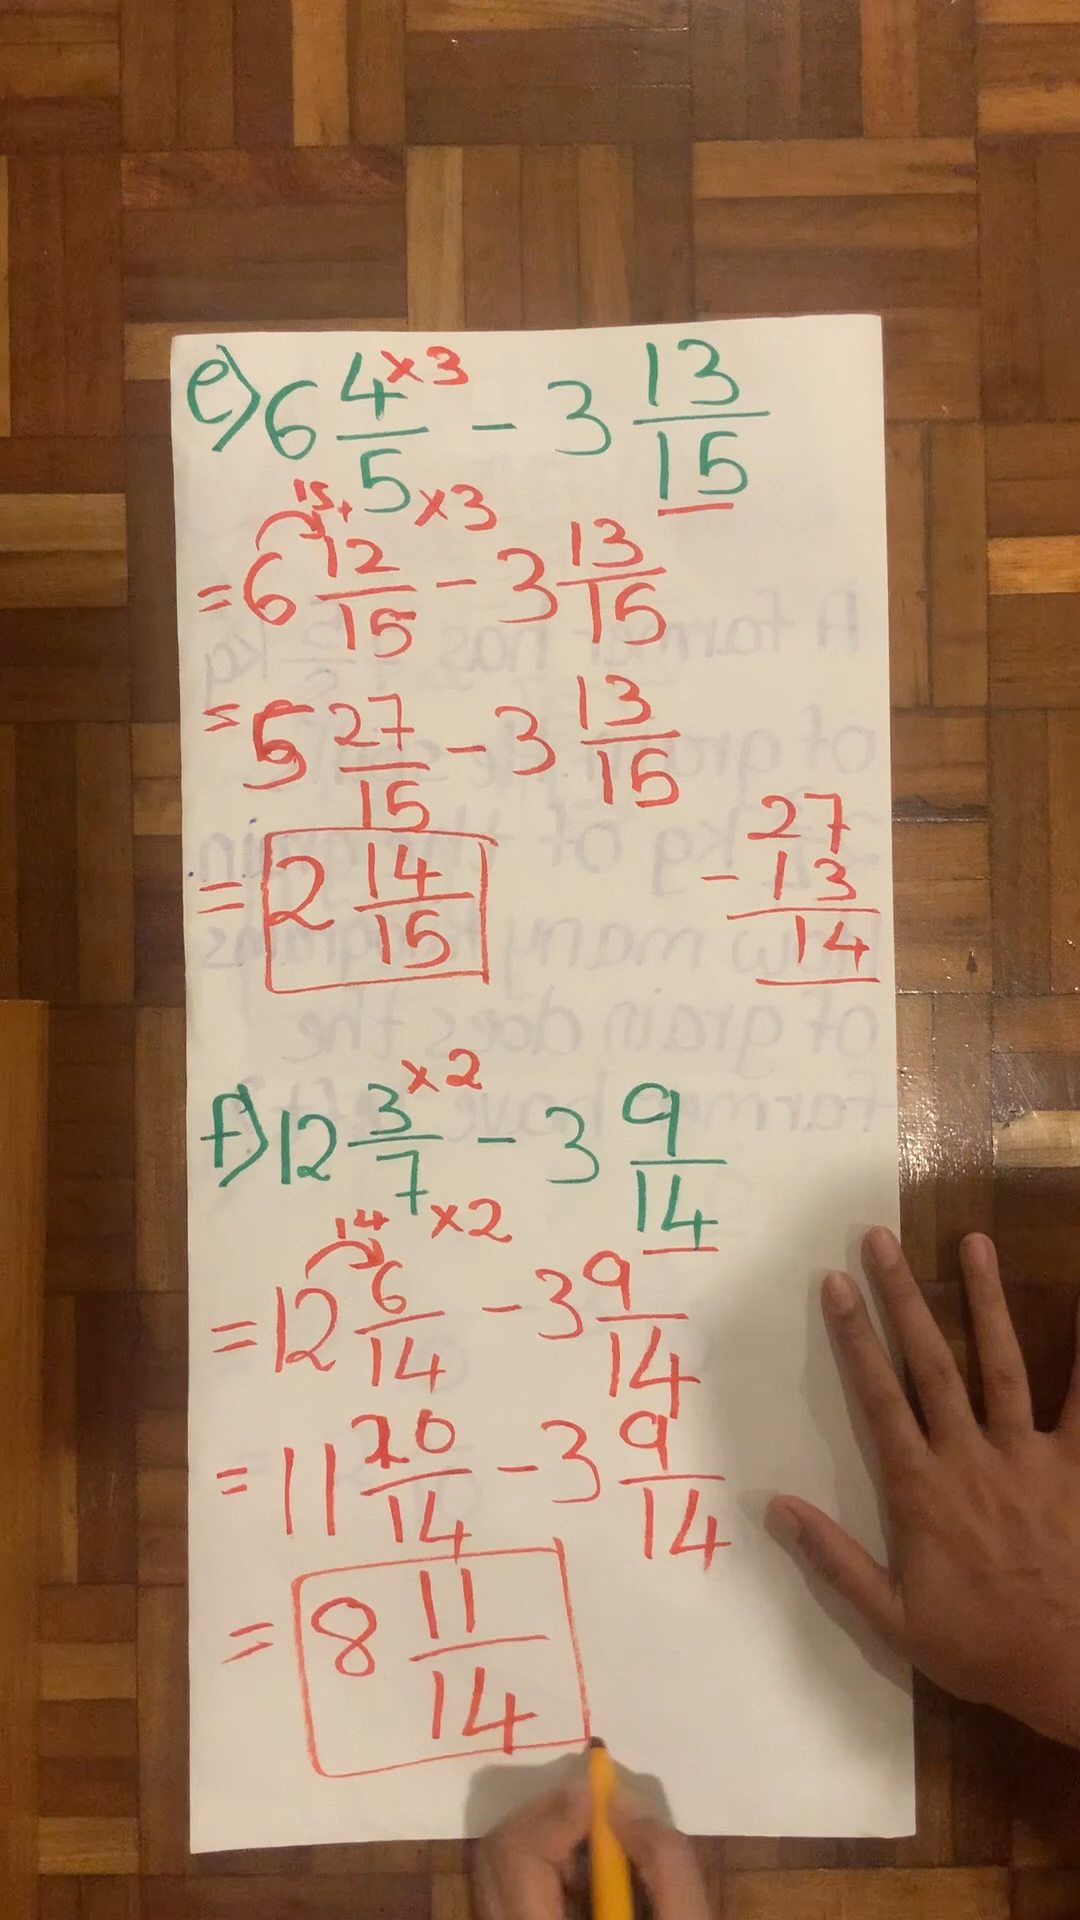 e) 6 4/5 ×3 ×3 - 3 13/15
15+
= 6 12/15 - 3 13/15
= 5 27/15 - 3 13/15
27
- 13
14
= 2 14/15
f) 12 3/7 ×2 ×2 - 3 9/14
14
= 12 6/14 - 3 9/14
= 11 20/14 - 3 9/14
= 8 11/14